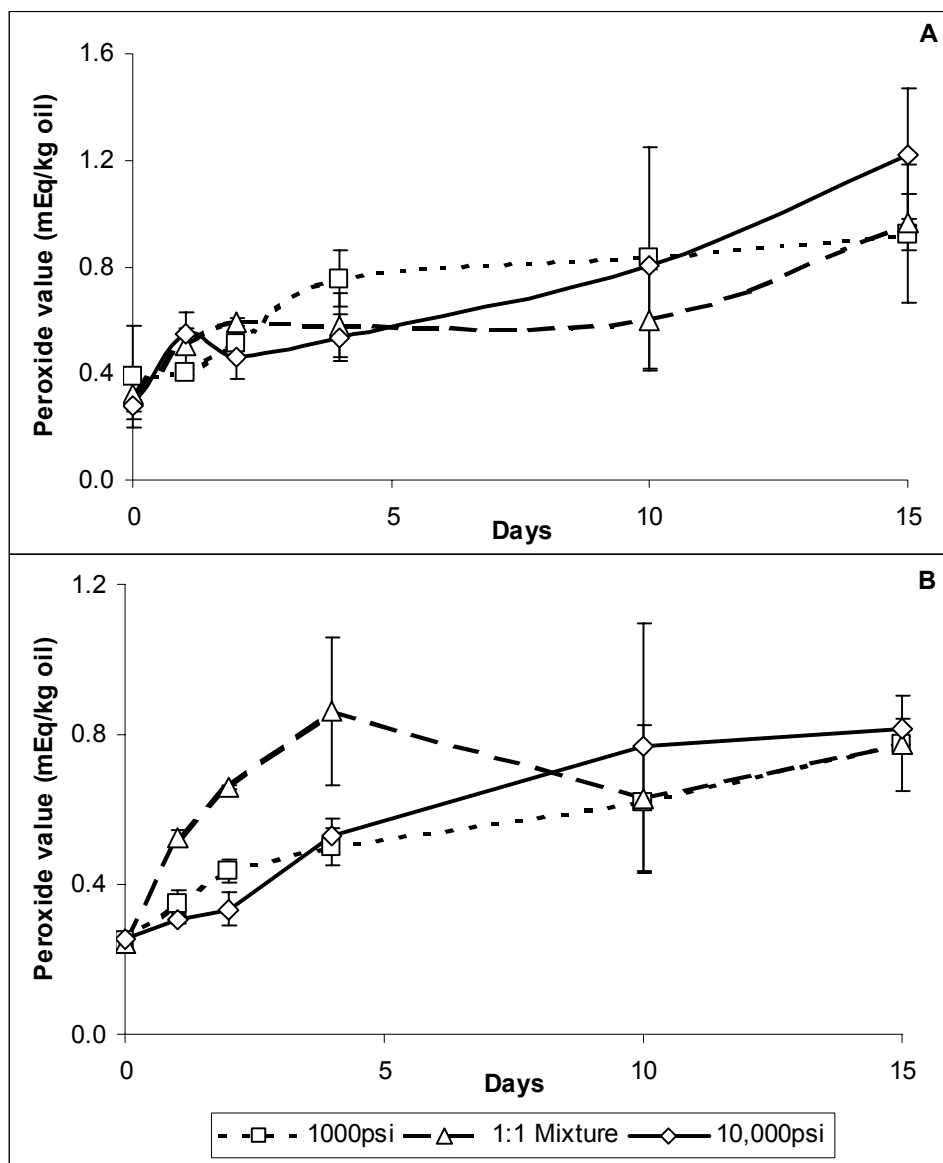 A
Peroxide value (mEq/kg oil)
1.6
1.2
0.8
0.4
0.0
0 5 10 15
Days
B
Peroxide value (mEq/kg oil)
1.2
0.8
0.4
0.0
0 5 10 15
Days
1000psi 1:1 Mixture 10,000psi